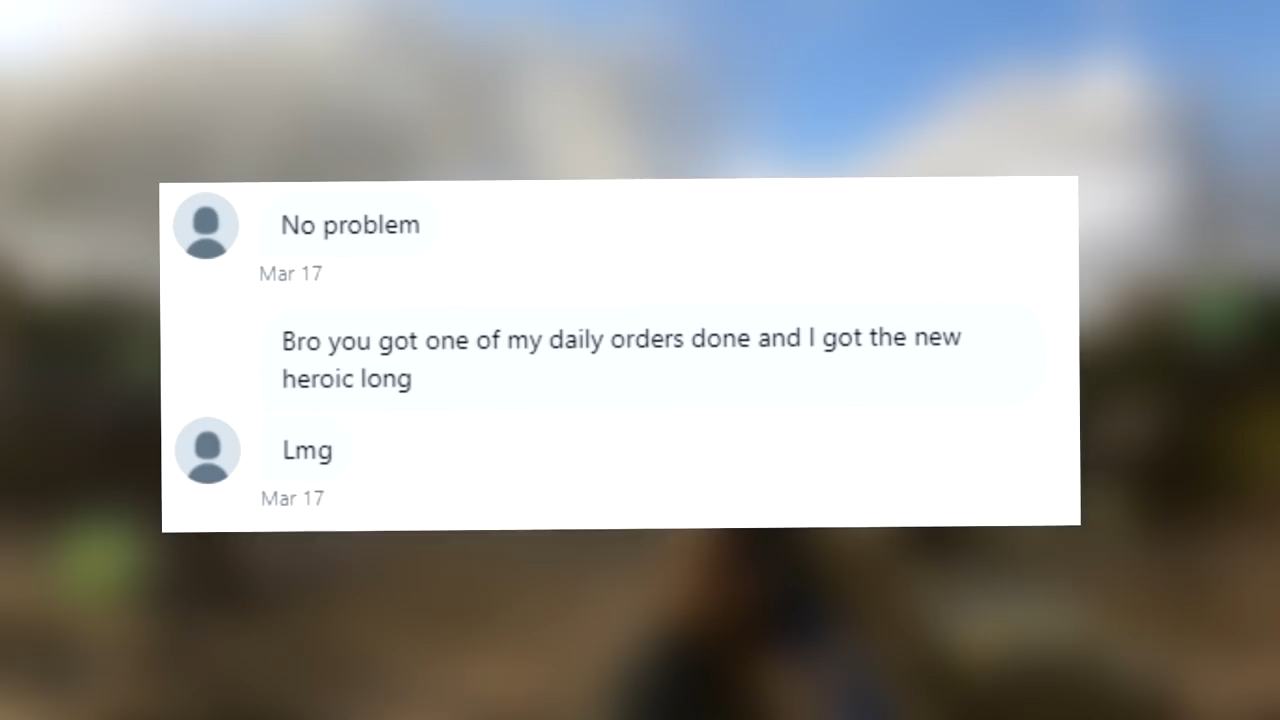 No problem
Mar 17
Bro you got one of my daily orders done and I got the new
heroic long
Lmg
Mar 17